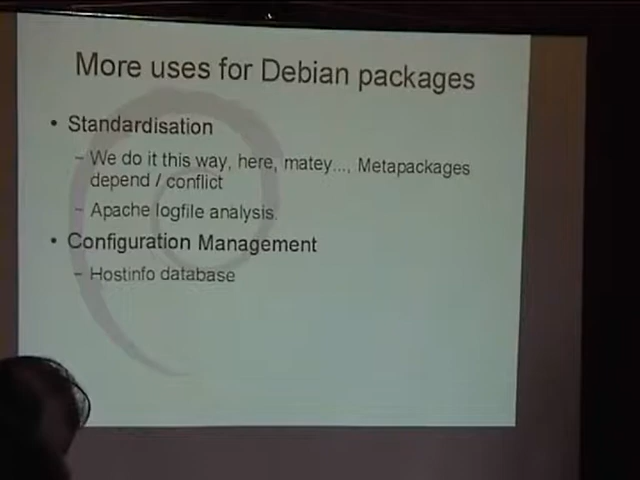 More uses for Debian packages
• Standardisation
– We do it this way, here, matey..., Metapackages
depend / conflict
– Apache logfile analysis.
• Configuration Management
– Hostinfo database